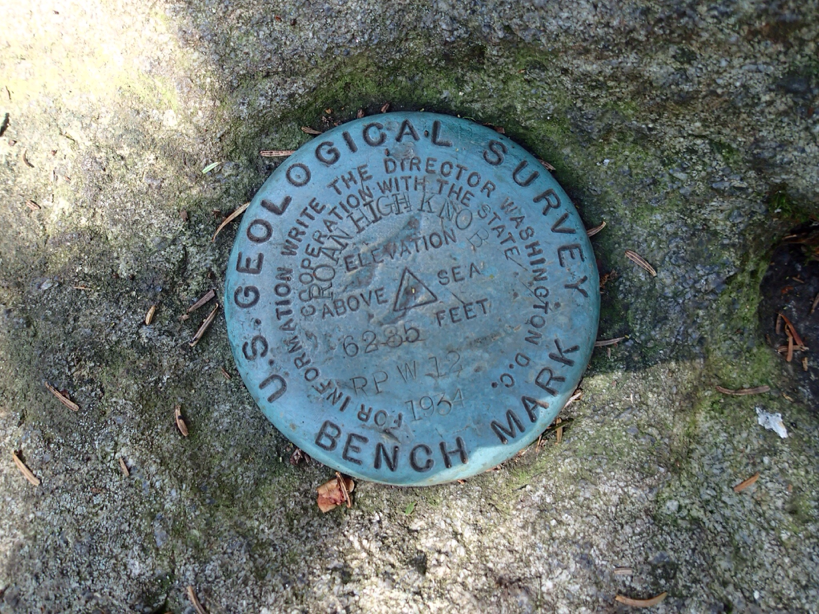 U.S. GEOLOGICAL SURVEY
BENCH MARK
FOR INFORMATION WRITE THE DIRECTOR WASHINGTON D.C.
COOPERATION WITH THE STATE
ROAN HIGH KNOB
ELEVATION
ABOVE SEA
FEET
6285
RP W 12
1934